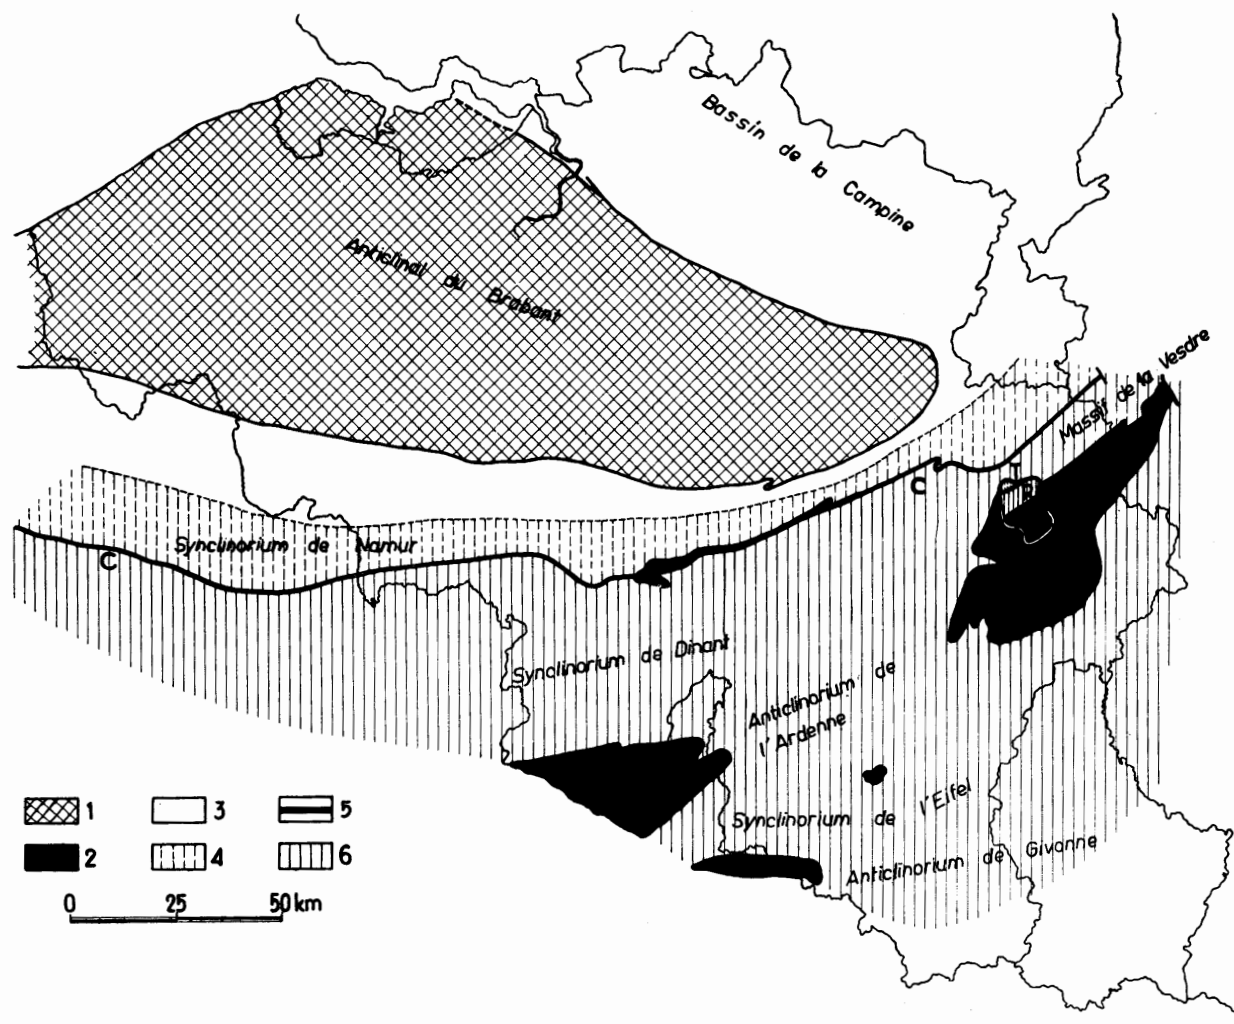 Bassin de la Campine
Anticlinal du Brabant
Massif de la Vesdre
T
C
Synclinorium de Namur
C
Synclinorium de Dinant
Anticlinorium de
l'Ardenne
l'Eifel
Synclinorium de
Anticlinorium de Givonne
1 3 5
2 4 6
0 25 50 km